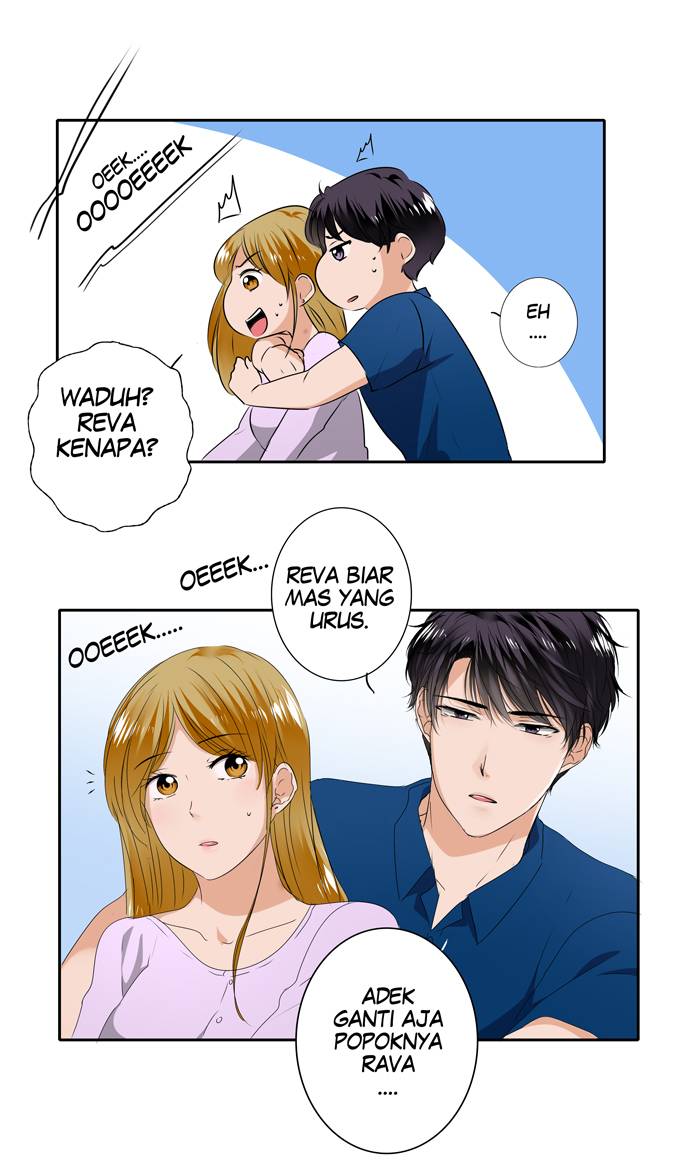 OEEK....
OOOOEEEEK
EH
....
WADUH?
REVA
KENAPA?
OEEEK...
REVA BIAR
MAS YANG
URUS.
OOEEEK.....
ADEK
GANTI AJA
POPOKNYA
RAVA
....